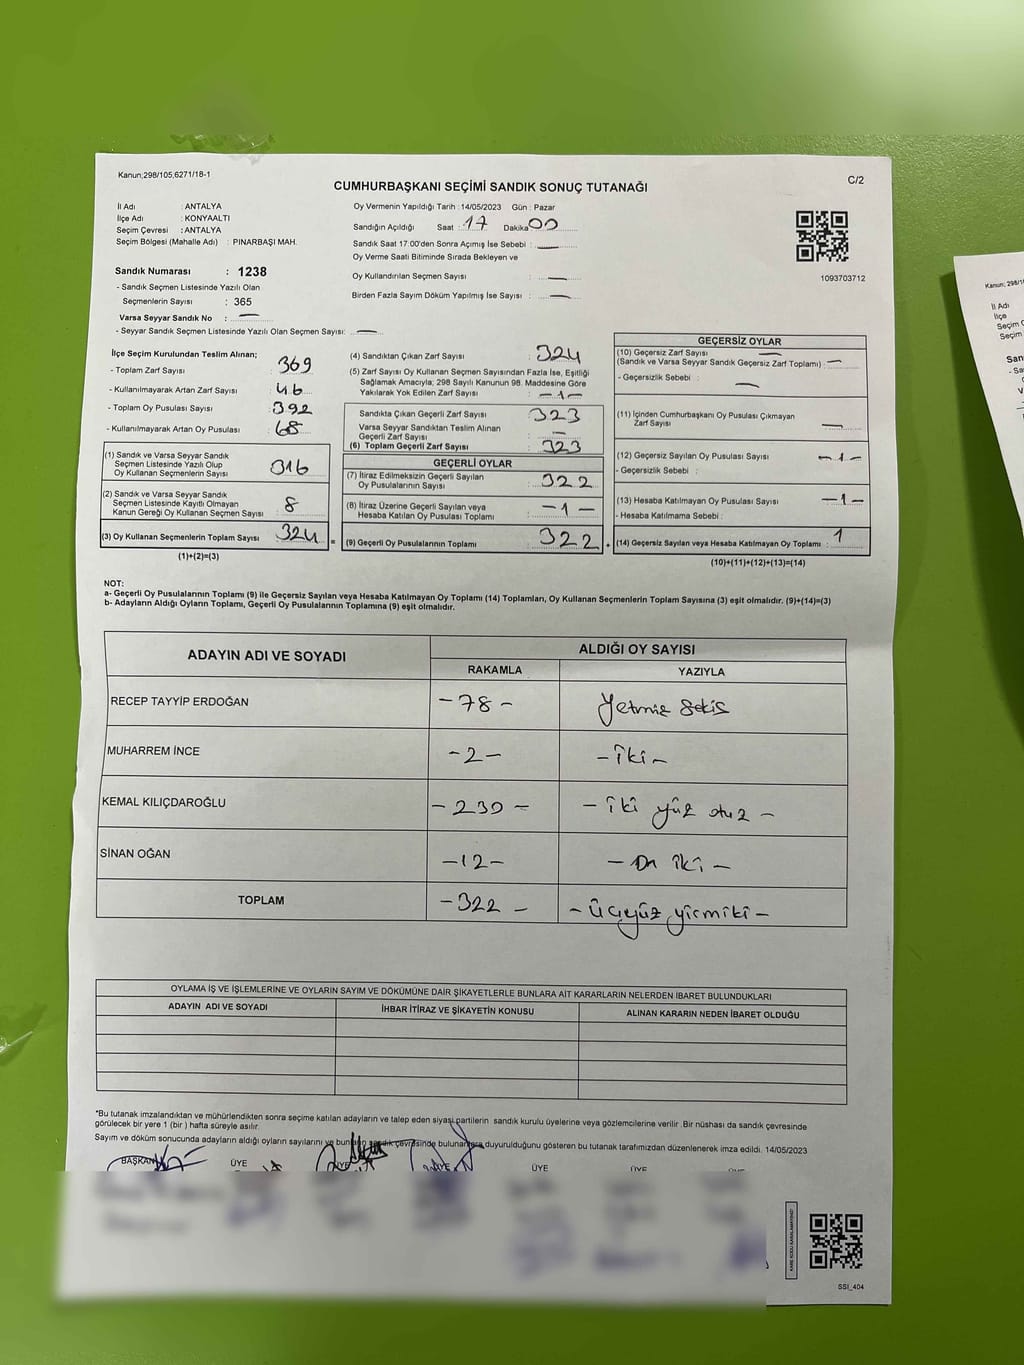 Kanun;298/105,6271/18-1
C/2
CUMHURBAŞKANI SEÇİMİ SANDIK SONUÇ TUTANAĞI
İl Adı : ANTALYA
İlçe Adı : KONYAALTI
Seçim Çevresi : ANTALYA
Seçim Bölgesi (Mahalle Adı) : PINARBAŞI MAH.
Sandık Numarası : 1238
- Sandık Seçmen Listesinde Yazılı Olan
Seçmenlerin Sayısı : 365
Varsa Seyyar Sandık No : —
- Seyyar Sandık Seçmen Listesinde Yazılı Olan Seçmen Sayısı: —
Oy Vermenin Yapıldığı Tarih : 14/05/2023 Gün : Pazar
Sandığın Açıldığı Saat : 17 Dakika 00
Sandık Saat 17:00'den Sonra Açımış İse Sebebi : —
Oy Verme Saati Bitiminde Sırada Bekleyen ve
Oy Kullandırılan Seçmen Sayısı : —
Birden Fazla Sayım Döküm Yapılmış İse Sayısı : —
1093703712
İlçe Seçim Kurulundan Teslim Alınan;
- Toplam Zarf Sayısı : 369
- Kullanılmayarak Artan Zarf Sayısı : 46
- Toplam Oy Pusulası Sayısı : 392
- Kullanılmayarak Artan Oy Pusulası : 68
(1) Sandık ve Varsa Seyyar Sandık
Seçmen Listesinde Yazılı Olup
Oy Kullanan Seçmenlerin Sayısı : 316
(2) Sandık ve Varsa Seyyar Sandık
Seçmen Listesinde Kayıtlı Olmayan
Kanun Gereği Oy Kullanan Seçmen Sayısı : 8
(3) Oy Kullanan Seçmenlerin Toplam Sayısı : 324
(1)+(2)=(3)
(4) Sandıktan Çıkan Zarf Sayısı : 324
(5) Zarf Sayısı Oy Kullanan Seçmen Sayısından Fazla İse, Eşitliği
Sağlamak Amacıyla; 298 Sayılı Kanunun 98. Maddesine Göre
Yakılarak Yok Edilen Zarf Sayısı : -1-
Sandıkta Çıkan Geçerli Zarf Sayısı : 323
Varsa Seyyar Sandıktan Teslim Alınan
Geçerli Zarf Sayısı : —
(6) Toplam Geçerli Zarf Sayısı : 323
GEÇERLİ OYLAR
(7) İtiraz Edilmeksizin Geçerli Sayılan
Oy Pusulalarının Sayısı : 322
(8) İtiraz Üzerine Geçerli Sayılan veya
Hesaba Katılan Oy Pusulası Toplamı : -1-
(9) Geçerli Oy Pusulalarının Toplamı : 322
GEÇERSİZ OYLAR
(10) Geçersiz Zarf Sayısı —
(Sandık ve Varsa Seyyar Sandık Geçersiz Zarf Toplamı) : —
- Geçersizlik Sebebi : —
(11) İçinden Cumhurbaşkanı Oy Pusulası Çıkmayan
Zarf Sayısı : —
(12) Geçersiz Sayılan Oy Pusulası Sayısı : -1-
- Geçersizlik Sebebi :
(13) Hesaba Katılmayan Oy Pusulası Sayısı : -1-
- Hesaba Katılmama Sebebi :
(14) Geçersiz Sayılan veya Hesaba Katılmayan Oy Toplamı : 1
(10)+(11)+(12)+(13)=(14)
NOT:
a- Geçerli Oy Pusulalarının Toplamı (9) ile Geçersiz Sayılan veya Hesaba Katılmayan Oy Toplamı (14) Toplamları, Oy Kullanan Seçmenlerin Toplam Sayısına (3) eşit olmalıdır. (9)+(14)=(3)
b- Adayların Aldığı Oyların Toplamı, Geçerli Oy Pusulalarının Toplamına (9) eşit olmalıdır.
ADAYIN ADI VE SOYADI
ALDIĞI OY SAYISI
RAKAMLA YAZIYLA
RECEP TAYYİP ERDOĞAN -78- Yetmiş Sekis
MUHARREM İNCE -2- -iki-
KEMAL KILIÇDAROĞLU -230- -iki yüz otuz-
SİNAN OĞAN -12- -On iki-
TOPLAM -322- -Üçyüz yirmiki-
OYLAMA İŞ VE İŞLEMLERİNE VE OYLARIN SAYIM VE DÖKÜMÜNE DAİR ŞİKAYETLERLE BUNLARA AİT KARARLARIN NELERDEN İBARET BULUNDUKLARI
ADAYIN ADI VE SOYADI İHBAR İTİRAZ VE ŞİKAYETİN KONUSU ALINAN KARARIN NEDEN İBARET OLDUĞU
*Bu tutanak imzalandıktan ve mühürlendikten sonra seçime katılan adayların ve talep eden siyasi partilerin sandık kurulu üyelerine veya gözlemcilerine verilir. Bir nüshası da sandık çevresinde
görülecek bir yere 1 (bir ) hafta süreyle asılır.
Sayım ve döküm sonucunda adayların aldığı oyların sayılarını ve bunların sandık çevresinde bulunanlara duyurulduğunu gösteren bu tutanak tarafımızdan düzenlenerek imza edildi. 14/05/2023
BAŞKAN ÜYE ÜYE ÜYE ÜYE ÜYE ÜYE
KARE KODU KARALAMAYINIZ!
SSI_404
Kanun; 298/1
İl Adı
İlçe
Seçim Ç
Seçim
San
- Sa